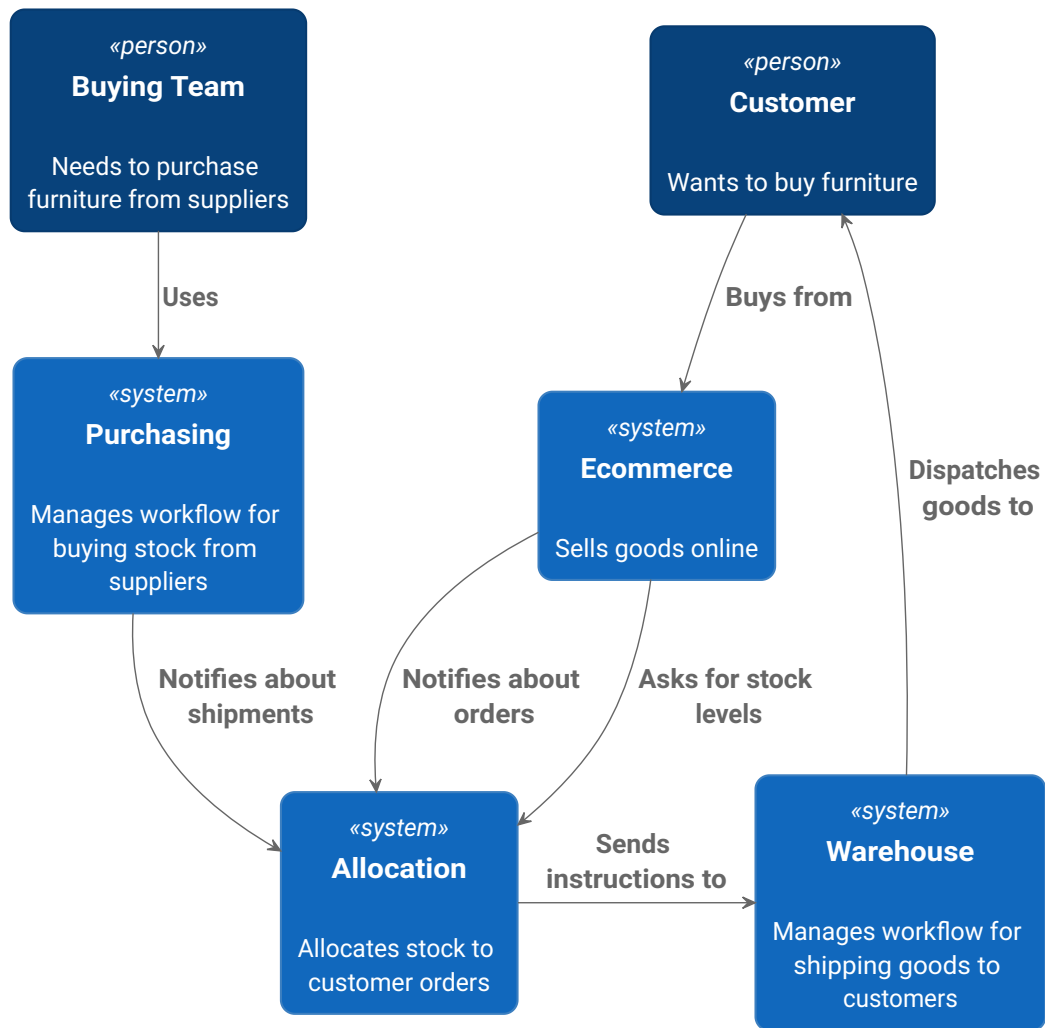 «person»
Buying Team
Needs to purchase
furniture from suppliers
«person»
Customer
Wants to buy furniture
Uses
Buys from
«system»
Purchasing
Manages workflow for
buying stock from
suppliers
«system»
Ecommerce
Sells goods online
Dispatches
goods to
Notifies about
shipments
Notifies about
orders
Asks for stock
levels
«system»
Allocation
Allocates stock to
customer orders
Sends
instructions to
«system»
Warehouse
Manages workflow for
shipping goods to
customers